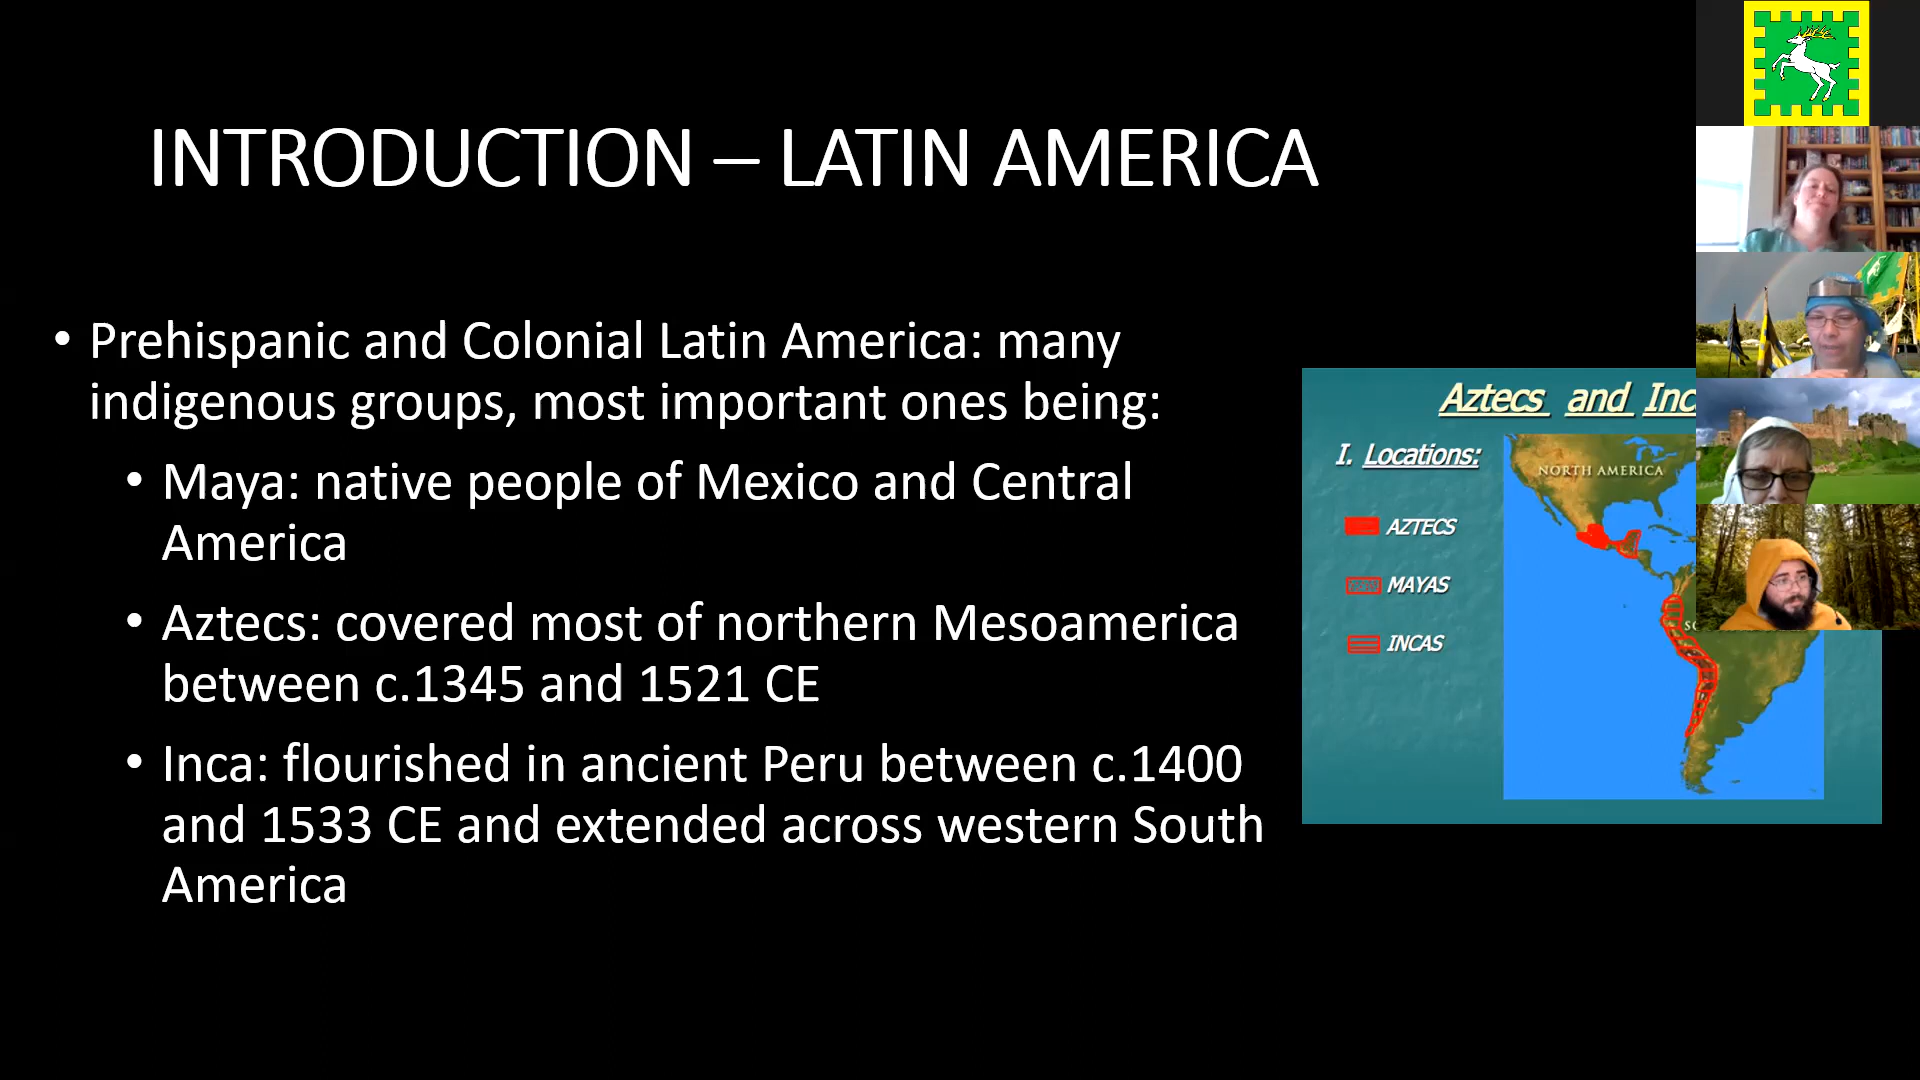 INTRODUCTION – LATIN AMERICA
• Prehispanic and Colonial Latin America: many
indigenous groups, most important ones being:
• Maya: native people of Mexico and Central
America
• Aztecs: covered most of northern Mesoamerica
between c.1345 and 1521 CE
• Inca: flourished in ancient Peru between c.1400
and 1533 CE and extended across western South
America
Aztecs and Inc
I. Locations:
NORTH AMERICA
AZTECS
MAYAS
INCAS